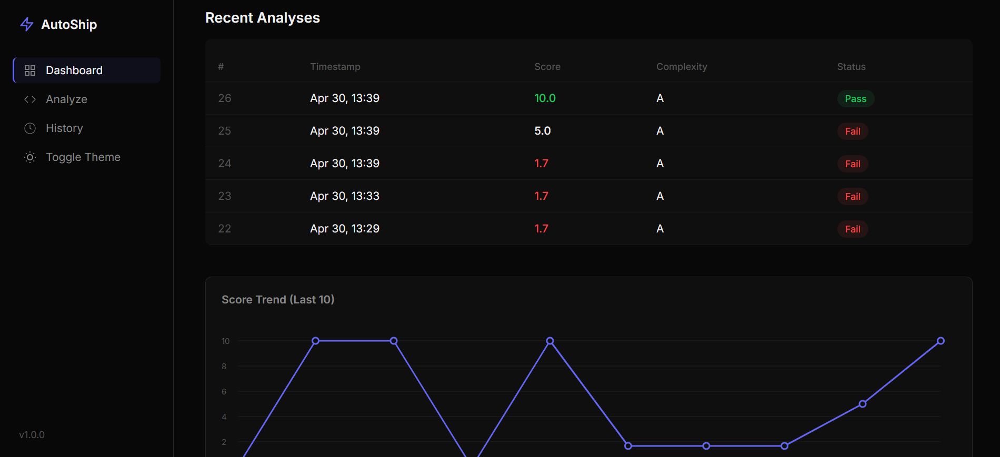 AutoShip
Dashboard
Analyze
History
Toggle Theme
v1.0.0
Recent Analyses
# Timestamp Score Complexity Status
26 Apr 30, 13:39 10.0 A Pass
25 Apr 30, 13:39 5.0 A Fail
24 Apr 30, 13:39 1.7 A Fail
23 Apr 30, 13:33 1.7 A Fail
22 Apr 30, 13:29 1.7 A Fail
Score Trend (Last 10)
10
8
6
4
2